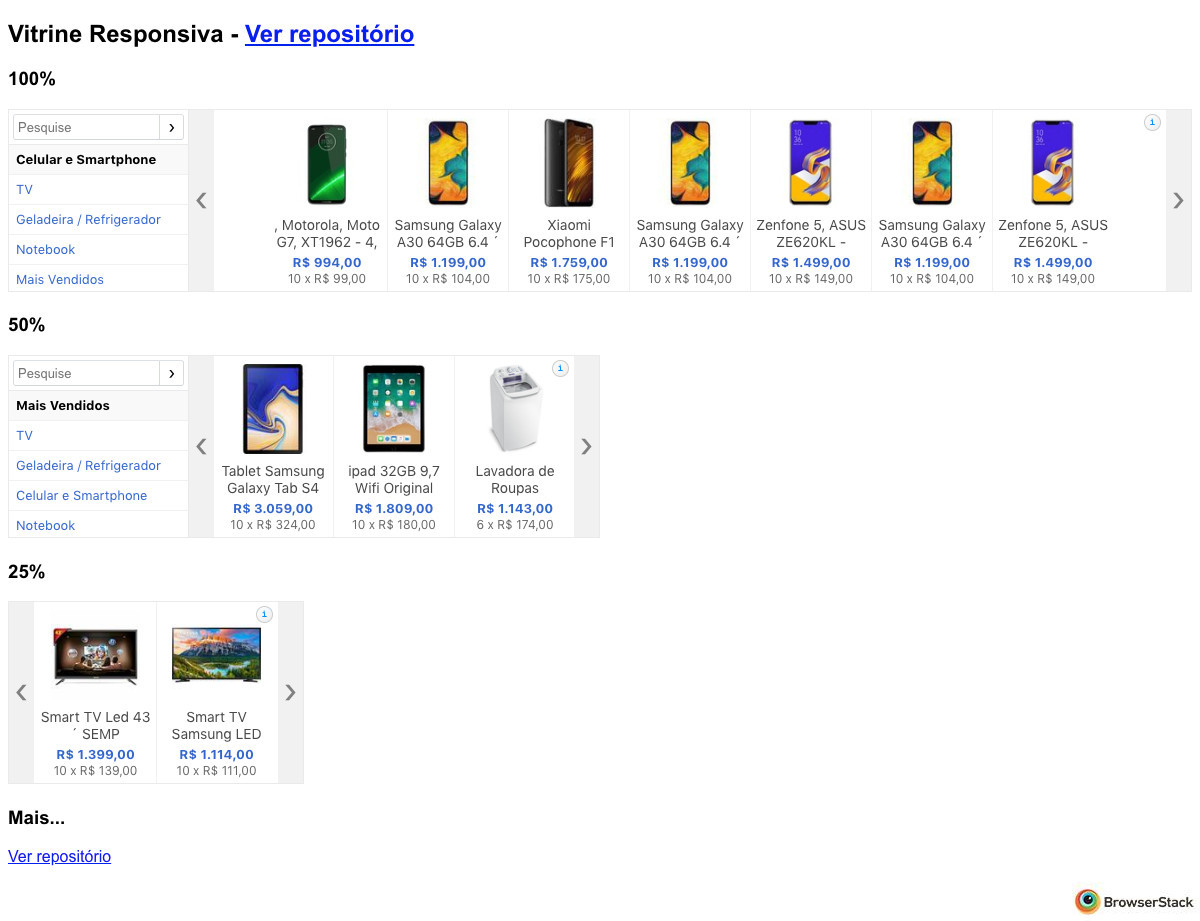 Vitrine Responsiva - Ver repositório
100%
Pesquise
Celular e Smartphone
TV
Geladeira / Refrigerador
Notebook
Mais Vendidos
, Motorola, Moto
G7, XT1962 - 4,
R$ 994,00
10 x R$ 99,00
Samsung Galaxy
A30 64GB 6.4 ´
R$ 1.199,00
10 x R$ 104,00
Xiaomi
Pocophone F1
R$ 1.759,00
10 x R$ 175,00
Samsung Galaxy
A30 64GB 6.4 ´
R$ 1.199,00
10 x R$ 104,00
Zenfone 5, ASUS
ZE620KL -
R$ 1.499,00
10 x R$ 149,00
Samsung Galaxy
A30 64GB 6.4 ´
R$ 1.199,00
10 x R$ 104,00
Zenfone 5, ASUS
ZE620KL -
R$ 1.499,00
10 x R$ 149,00
50%
Pesquise
Mais Vendidos
TV
Geladeira / Refrigerador
Celular e Smartphone
Notebook
Tablet Samsung
Galaxy Tab S4
R$ 3.059,00
10 x R$ 324,00
ipad 32GB 9,7
Wifi Original
R$ 1.809,00
10 x R$ 180,00
Lavadora de
Roupas
R$ 1.143,00
6 x R$ 174,00
25%
Smart TV Led 43
´ SEMP
R$ 1.399,00
10 x R$ 139,00
Smart TV
Samsung LED
R$ 1.114,00
10 x R$ 111,00
Mais...
Ver repositório
BrowserStack